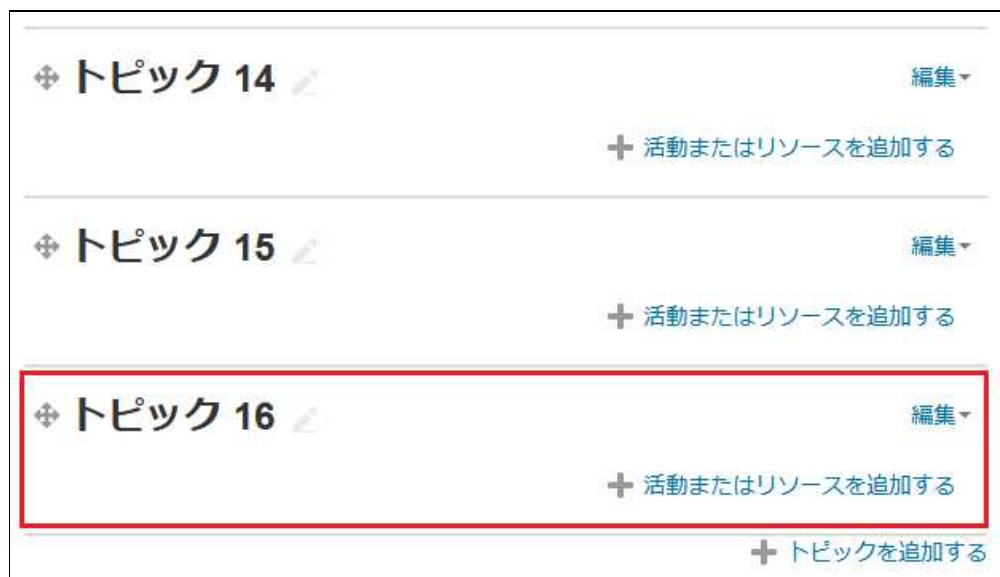 トピック 14
編集
活動またはリソースを追加する
トピック 15
編集
活動またはリソースを追加する
トピック 16
編集
活動またはリソースを追加する
トピックを追加する